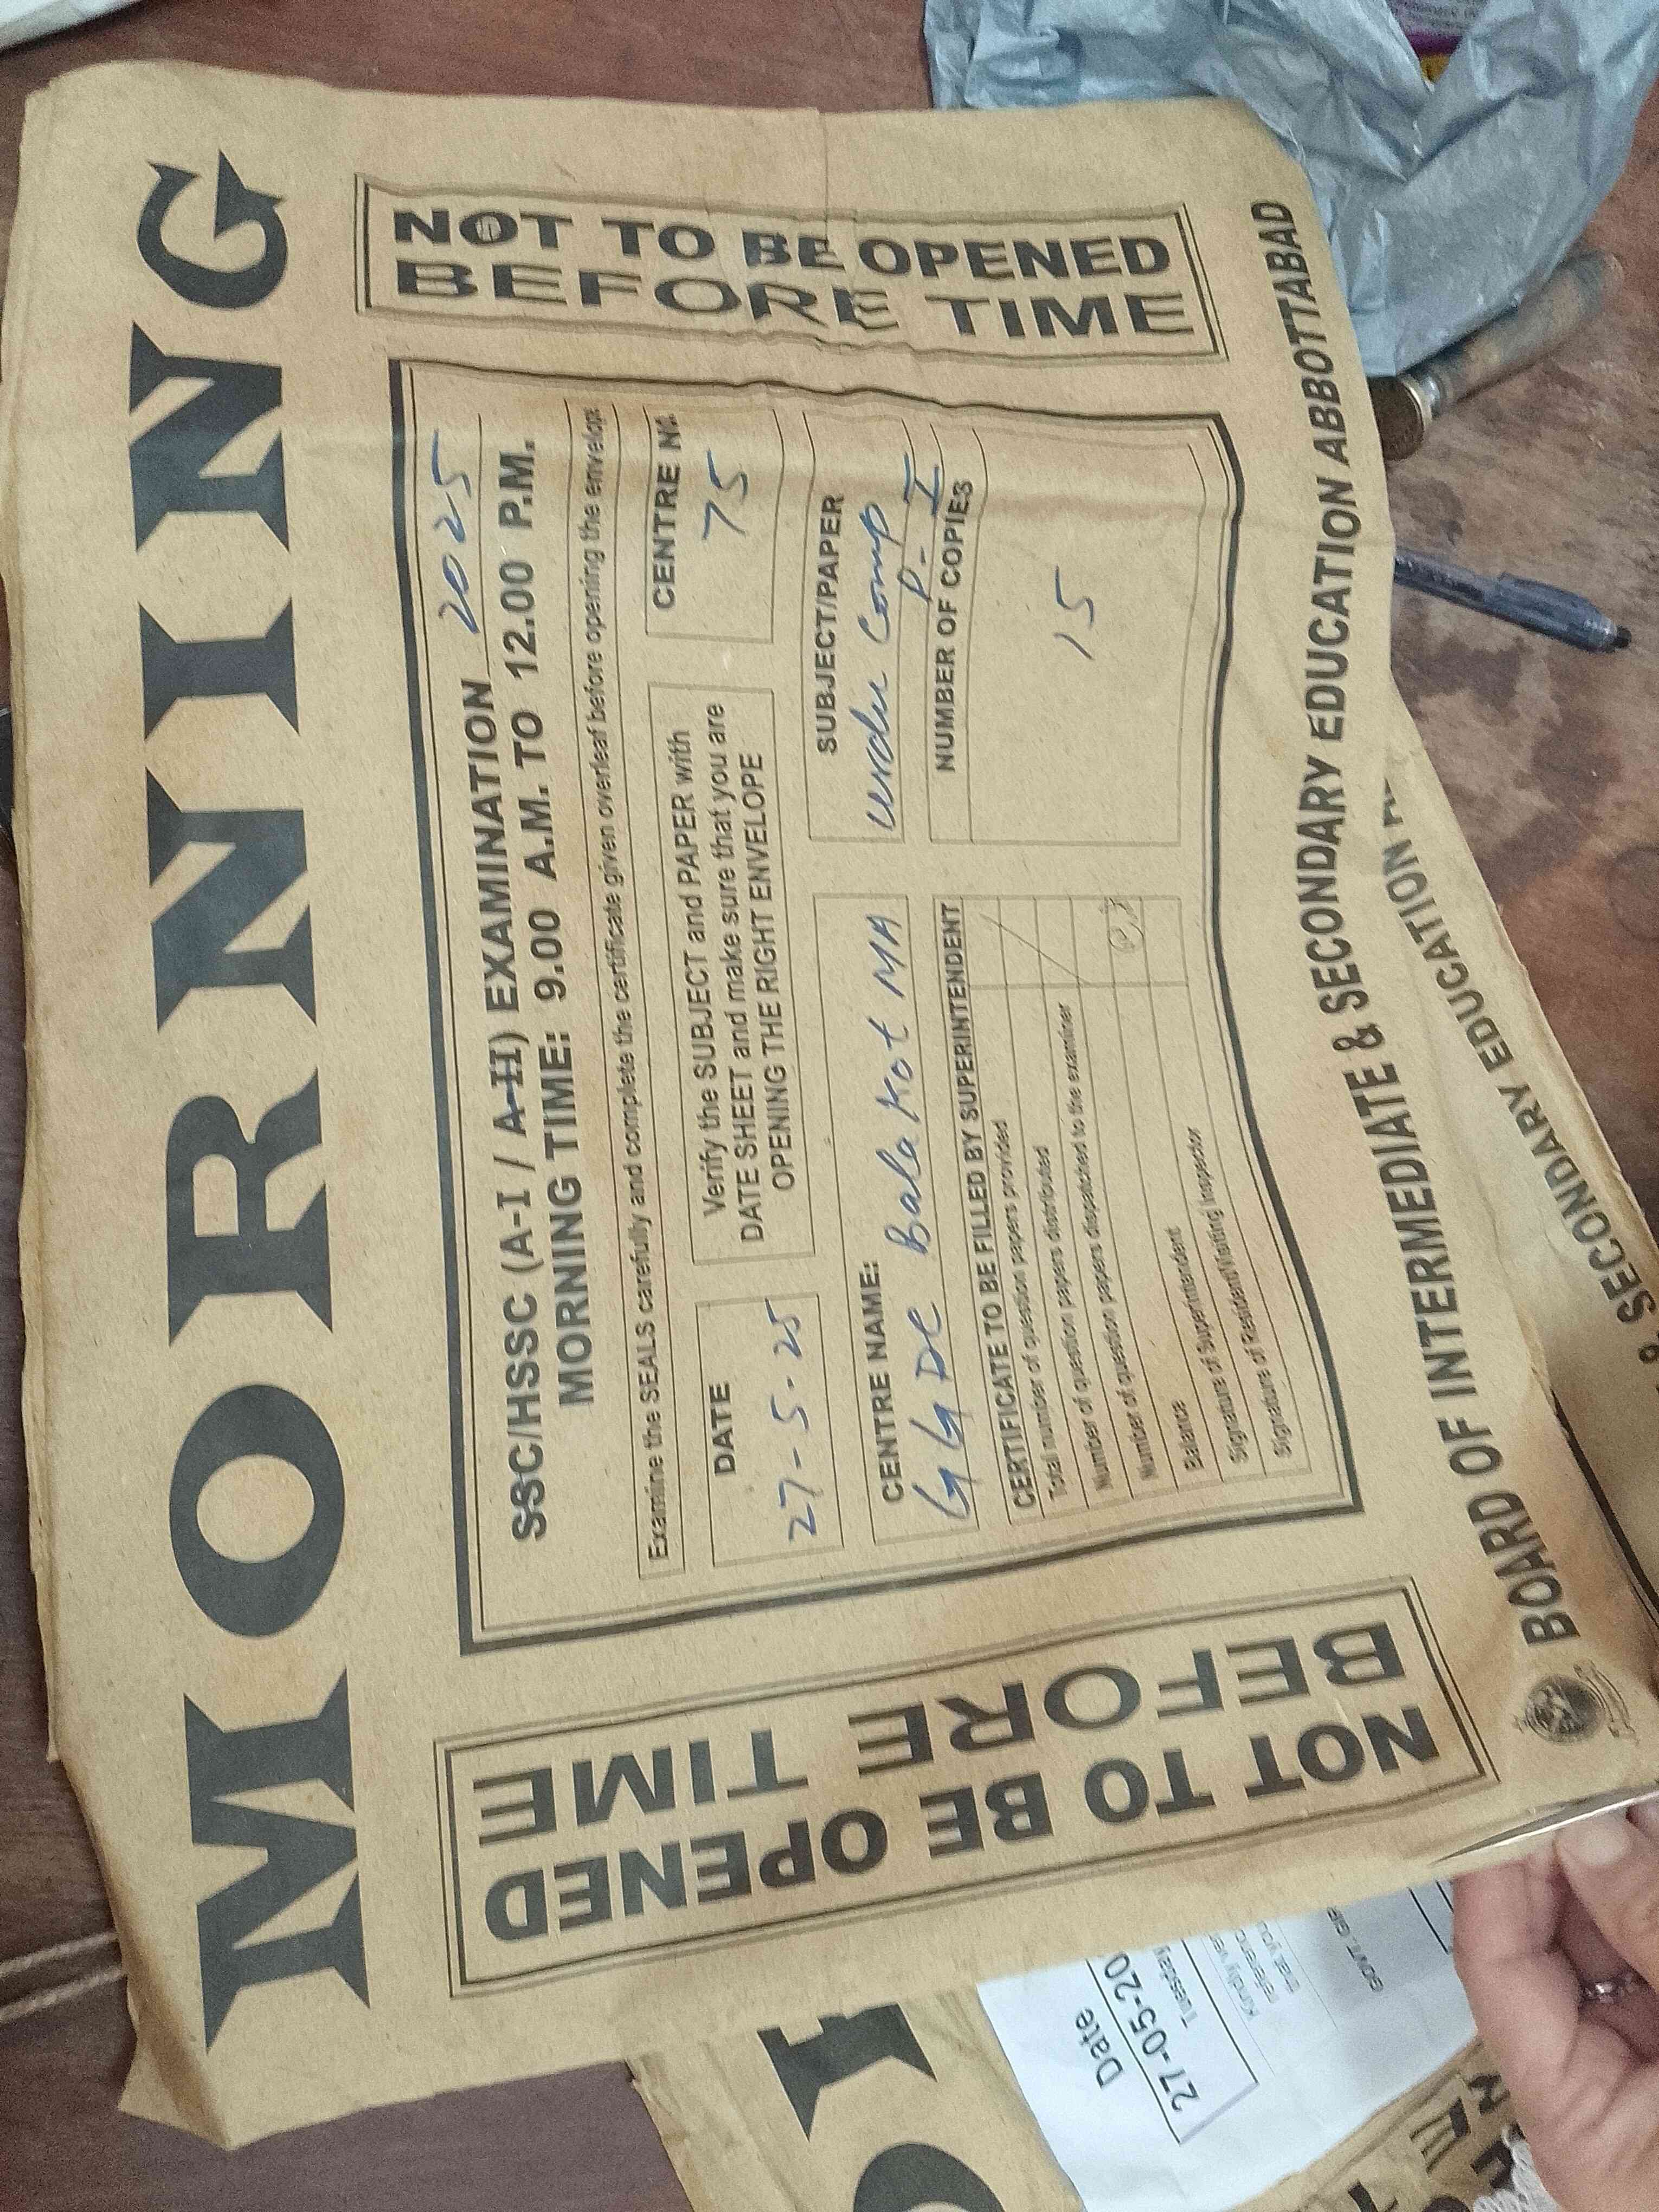 MORNING
NOT TO BE OPENED
BEFORE TIME
SSC/HSSC (A-I / A-II) EXAMINATION 2025
MORNING TIME: 9.00 A.M. TO 12.00 P.M.
Examine the SEALS carefully and complete the certificate given overleaf before opening the envelop
DATE
27-5-25
Verify the SUBJECT and PAPER with
DATE SHEET and make sure that you are
OPENING THE RIGHT ENVELOPE
CENTRE No.
75
CENTRE NAME:
GGDC Balakot MA
SUBJECT/PAPER
Urdu Comp
P-I
CERTIFICATE TO BE FILLED BY SUPERINTENDENT
Total number of question papers provided
Number of question papers distributed
Number of question papers dispatched to the examiner
Balance
Signature of Superintendent
Signature of Resident/Visiting Inspector
NUMBER OF COPIES
15
NOT TO BE OPENED
BEFORE TIME
BOARD OF INTERMEDIATE & SECONDARY EDUCATION ABBOTTABAD
INTERMEDIATE & SECONDARY EDUCATION
& SECONDARY EDUCATION
Date
27-05-20
Tuesday
GOVT.